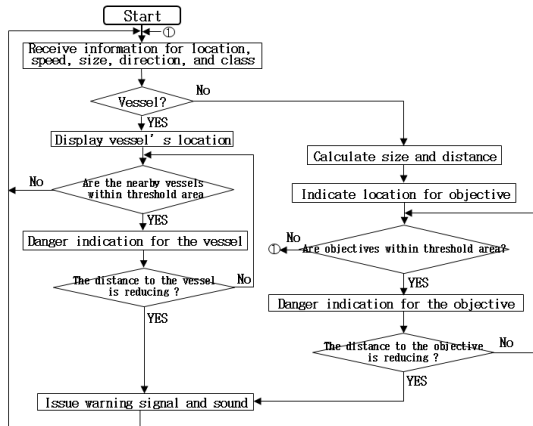 Start
①
Receive information for location,
speed, size, direction, and class
Vessel?
No
YES
Display vessel's location
Calculate size and distance
Are the nearby vessels
within threshold area
No
YES
Indicate location for objective
Danger indication for the vessel
①
No
Are objectives within threshold area?
YES
The distance to the vessel
is reducing ?
No
YES
Danger indication for the objective
The distance to the objective
is reducing ?
No
YES
Issue warning signal and sound